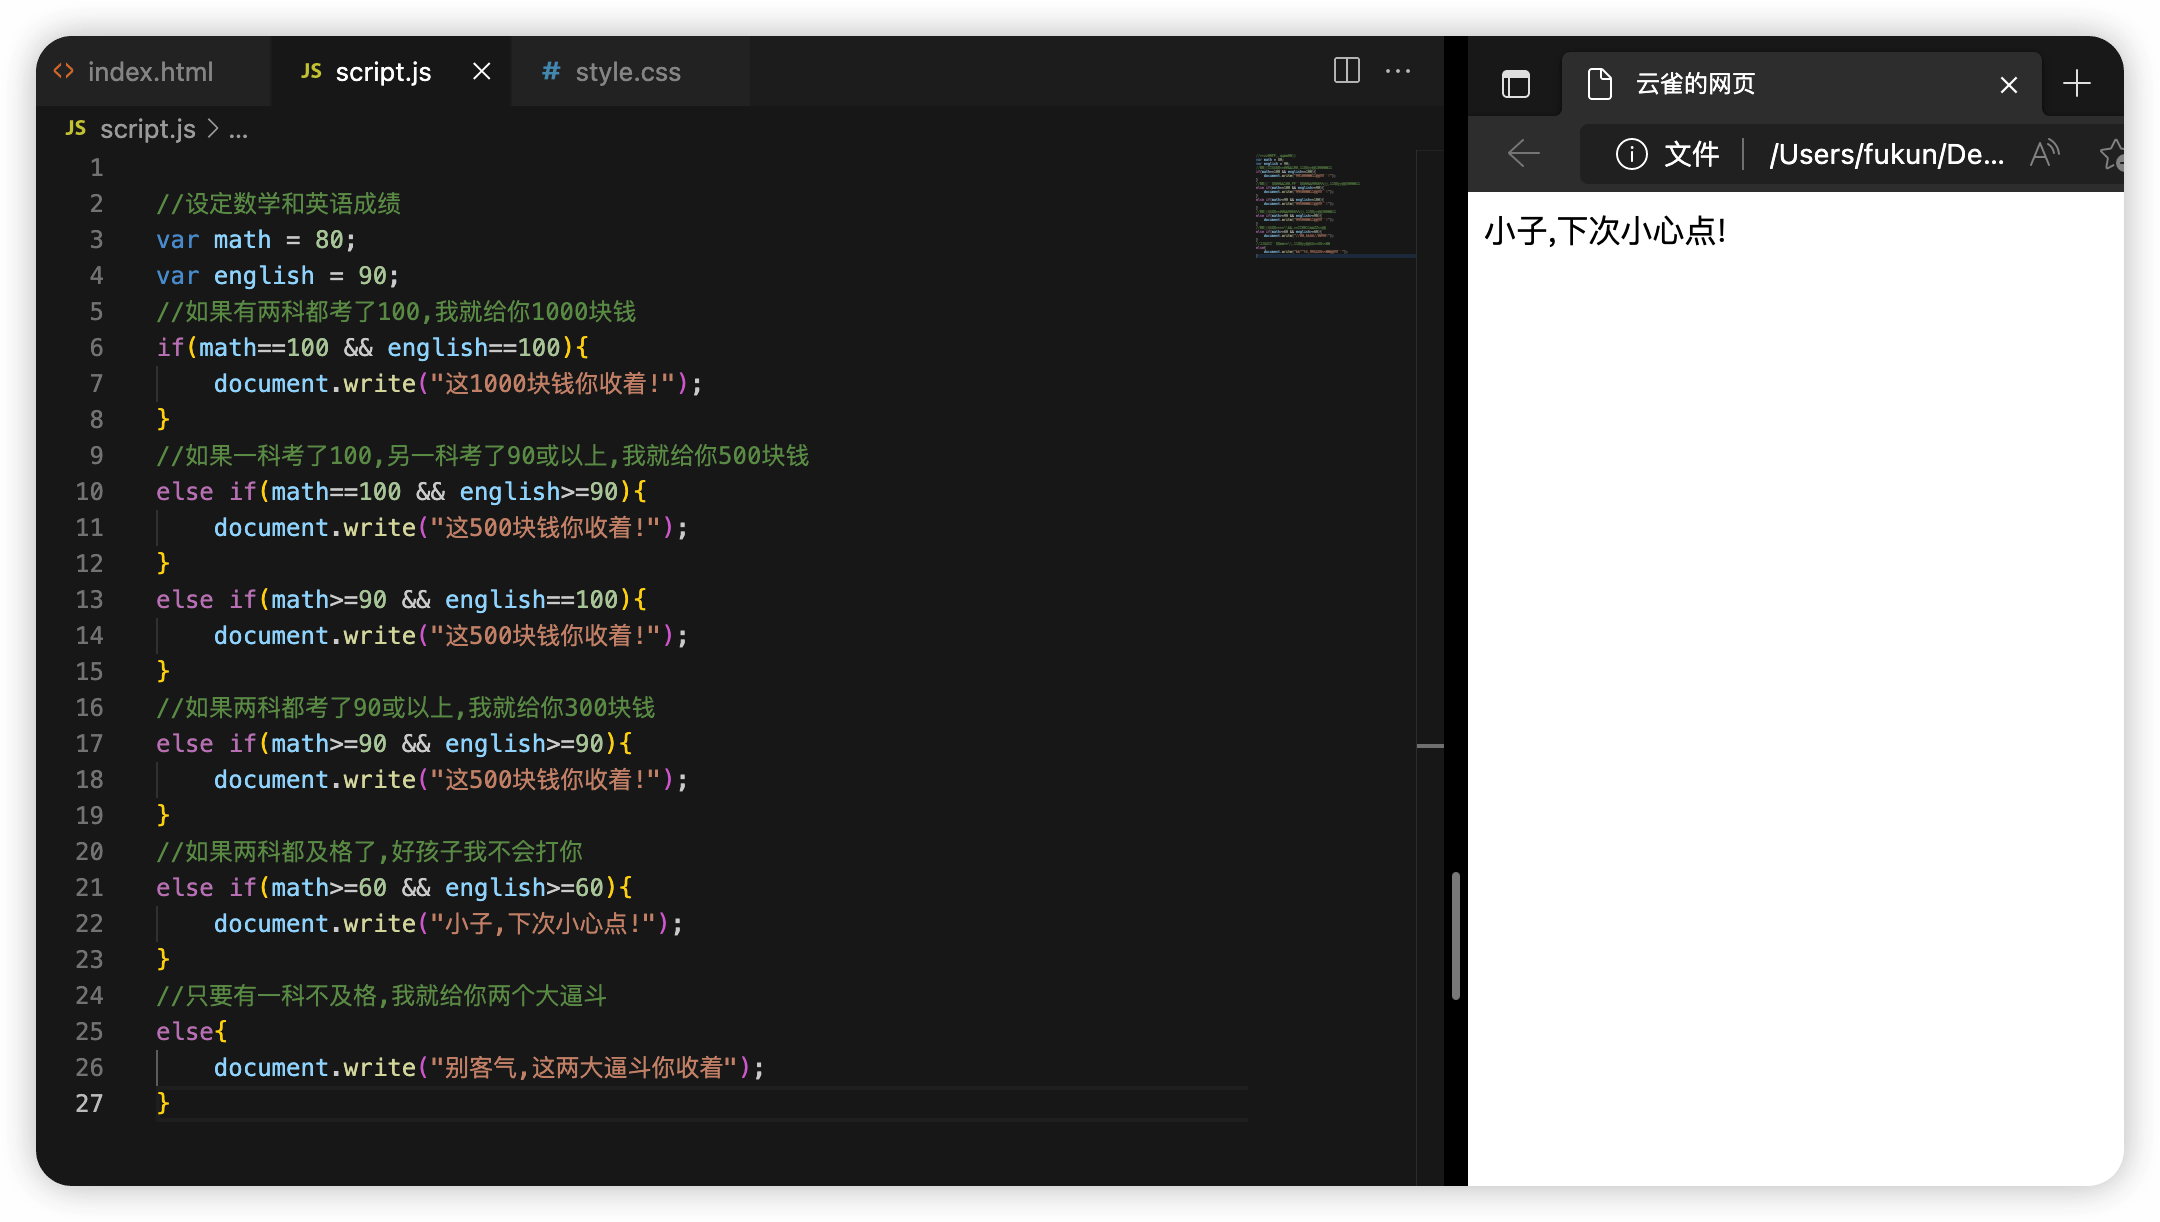 index.html
JS script.js
# style.css
JS script.js > ...
1
2 //设定数学和英语成绩
3 var math = 80;
4 var english = 90;
5 //如果有两科都考了100,我就给你1000块钱
6 if(math==100 && english==100){
7 document.write("这1000块钱你收着!");
8 }
9 //如果一科考了100,另一科考了90或以上,我就给你500块钱
10 else if(math==100 && english>=90){
11 document.write("这500块钱你收着!");
12 }
13 else if(math>=90 && english==100){
14 document.write("这500块钱你收着!");
15 }
16 //如果两科都考了90或以上,我就给你300块钱
17 else if(math>=90 && english>=90){
18 document.write("这500块钱你收着!");
19 }
20 //如果两科都及格了,好孩子我不会打你
21 else if(math>=60 && english>=60){
22 document.write("小子,下次小心点!");
23 }
24 //只要有一科不及格,我就给你两个大逼斗
25 else{
26 document.write("别客气,这两大逼斗你收着");
27 }
云雀的网页
文件 /Users/fukun/De...
小子,下次小心点!